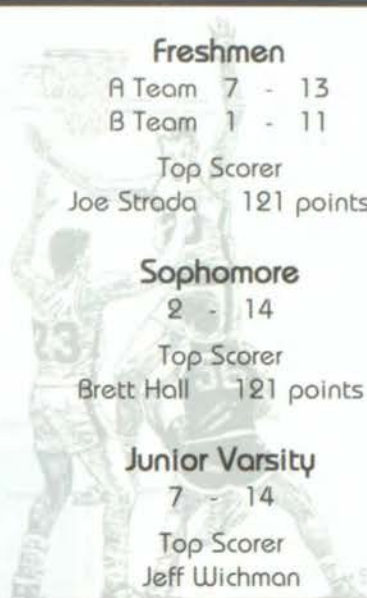 Freshmen
A Team 7 - 13
B Team 1 - 11
Top Scorer
Joe Strada 121 points
Sophomore
2 - 14
Top Scorer
Brett Hall 121 points
Junior Varsity
7 - 14
Top Scorer
Jeff Wichman